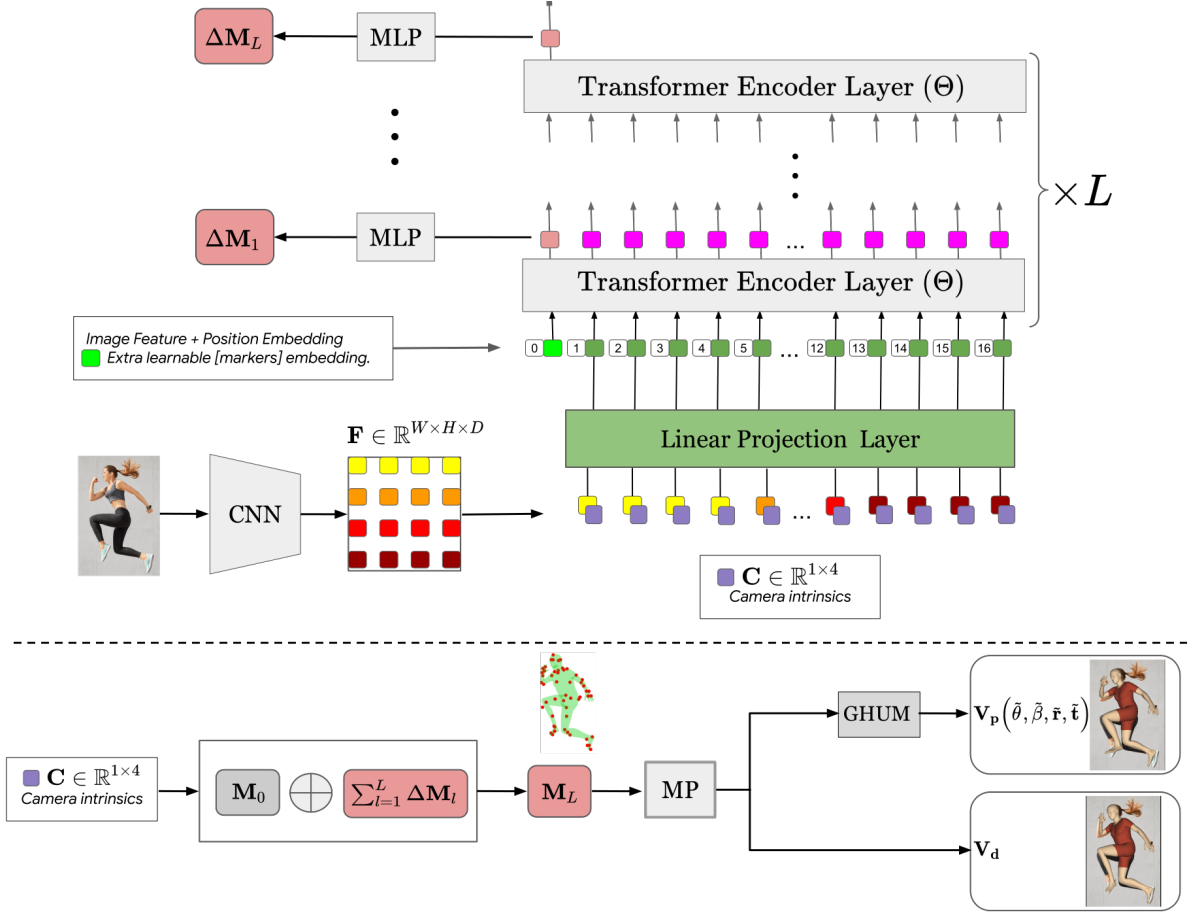 ΔM_L
MLP
Transformer Encoder Layer (Θ)
× L
ΔM_1
MLP
...
Transformer Encoder Layer (Θ)
Image Feature + Position Embedding
Extra learnable [markers] embedding.
0 1 2 3 4 5 ... 12 13 14 15 16
Linear Projection Layer
F ∈ ℝ^{W×H×D}
CNN
...
C ∈ ℝ^{1×4}
Camera intrinsics
GHUM
V_p(θ̃, β̃, r̃, t̃)
C ∈ ℝ^{1×4}
Camera intrinsics
M_0 ⊕ ∑_{l=1}^{L} ΔM_l
M_L
MP
V_d